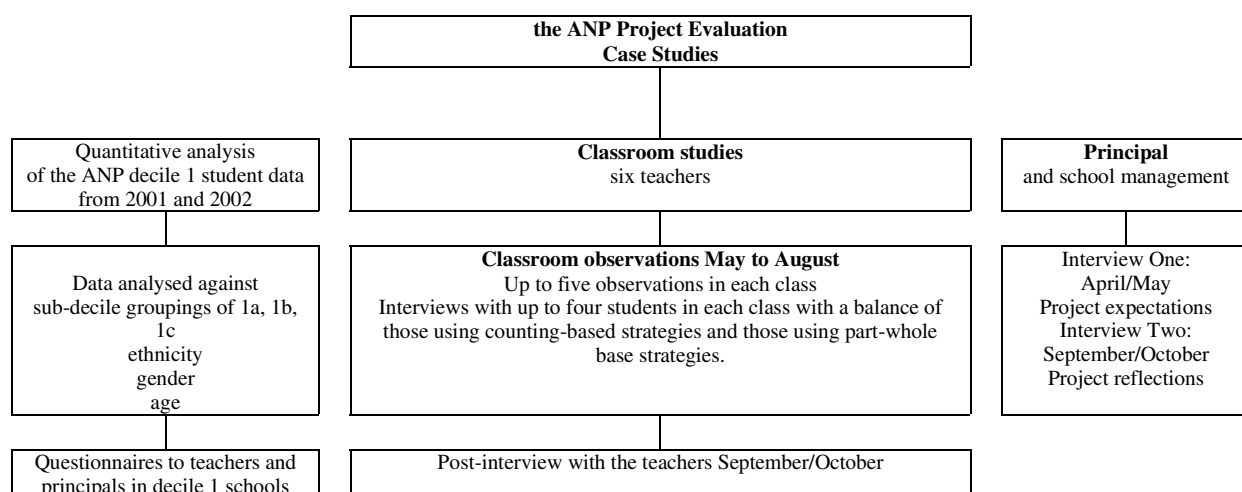 the ANP Project Evaluation
Case Studies
Quantitative analysis
of the ANP decile 1 student data
from 2001 and 2002
Classroom studies
six teachers
Principal
and school management
Data analysed against
sub-decile groupings of 1a, 1b,
1c
ethnicity
gender
age
Classroom observations May to August
Up to five observations in each class
Interviews with up to four students in each class with a balance of
those using counting-based strategies and those using part-whole
base strategies.
Interview One:
April/May
Project expectations
Interview Two:
September/October
Project reflections
Questionnaires to teachers and
principals in decile 1 schools
Post-interview with the teachers September/October